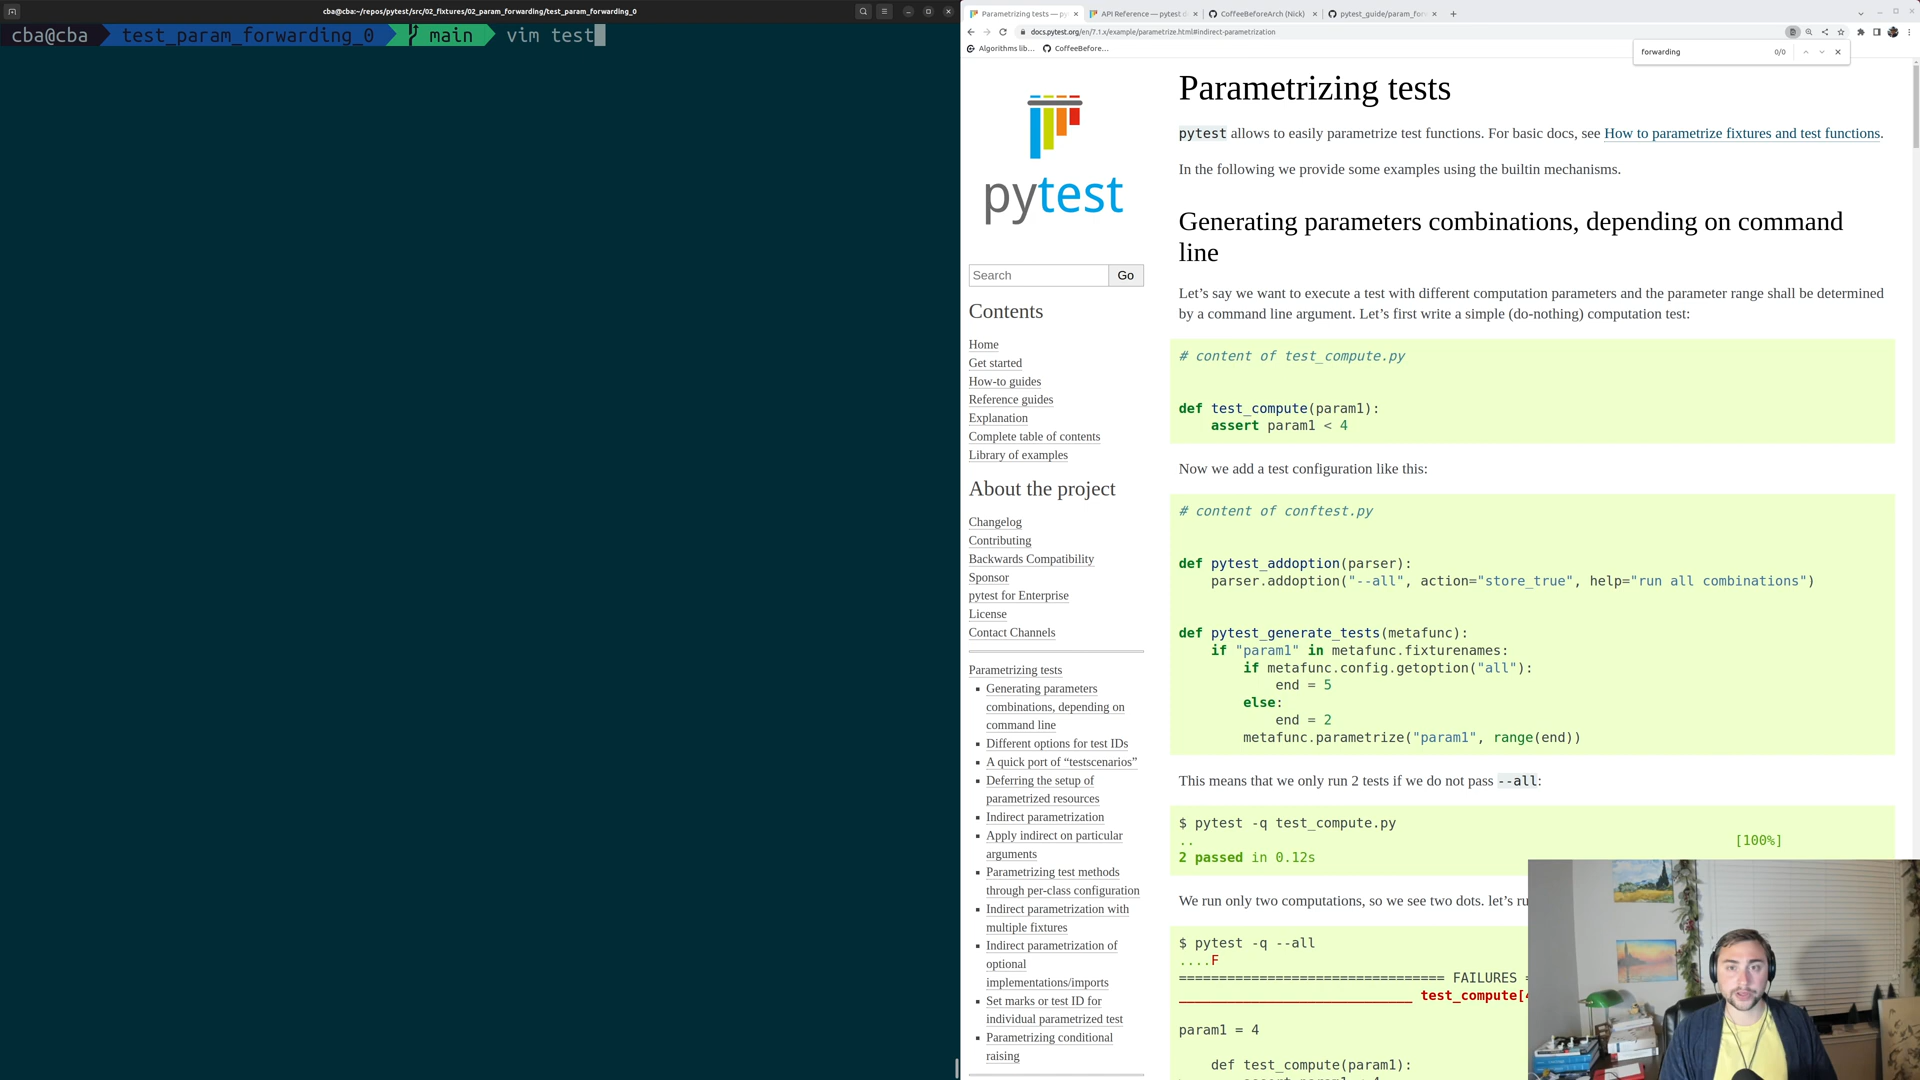 cba@cba:~/repos/pytest/src/02_fixtures/02_param_forwarding/test_param_forwarding_0
cba@cba test_param_forwarding_0 main vim test
Parametrizing tests — py
API Reference — pytest d
CoffeeBeforeArch (Nick)
pytest_guide/param_for
docs.pytest.org/en/7.1.x/example/parametrize.html#indirect-parametrization
Algorithms lib...
CoffeeBefore...
forwarding 0/0
pytest
Search
Go
Contents
Home
Get started
How-to guides
Reference guides
Explanation
Complete table of contents
Library of examples
About the project
Changelog
Contributing
Backwards Compatibility
Sponsor
pytest for Enterprise
License
Contact Channels
Parametrizing tests
Generating parameters
combinations, depending on
command line
Different options for test IDs
A quick port of “testscenarios”
Deferring the setup of
parametrized resources
Indirect parametrization
Apply indirect on particular
arguments
Parametrizing test methods
through per-class configuration
Indirect parametrization with
multiple fixtures
Indirect parametrization of
optional
implementations/imports
Set marks or test ID for
individual parametrized test
Parametrizing conditional
raising
Parametrizing tests
pytest allows to easily parametrize test functions. For basic docs, see How to parametrize fixtures and test functions.
In the following we provide some examples using the builtin mechanisms.
Generating parameters combinations, depending on command
line
Let’s say we want to execute a test with different computation parameters and the parameter range shall be determined
by a command line argument. Let’s first write a simple (do-nothing) computation test:
# content of test_compute.py
def test_compute(param1):
assert param1 < 4
Now we add a test configuration like this:
# content of conftest.py
def pytest_addoption(parser):
parser.addoption("--all", action="store_true", help="run all combinations")
def pytest_generate_tests(metafunc):
if "param1" in metafunc.fixturenames:
if metafunc.config.getoption("all"):
end = 5
else:
end = 2
metafunc.parametrize("param1", range(end))
This means that we only run 2 tests if we do not pass --all:
$ pytest -q test_compute.py
.. [100%]
2 passed in 0.12s
We run only two computations, so we see two dots. let’s ru
$ pytest -q --all
....F
================================= FAILURES =
_____________________________ test_compute[4
param1 = 4
def test_compute(param1):